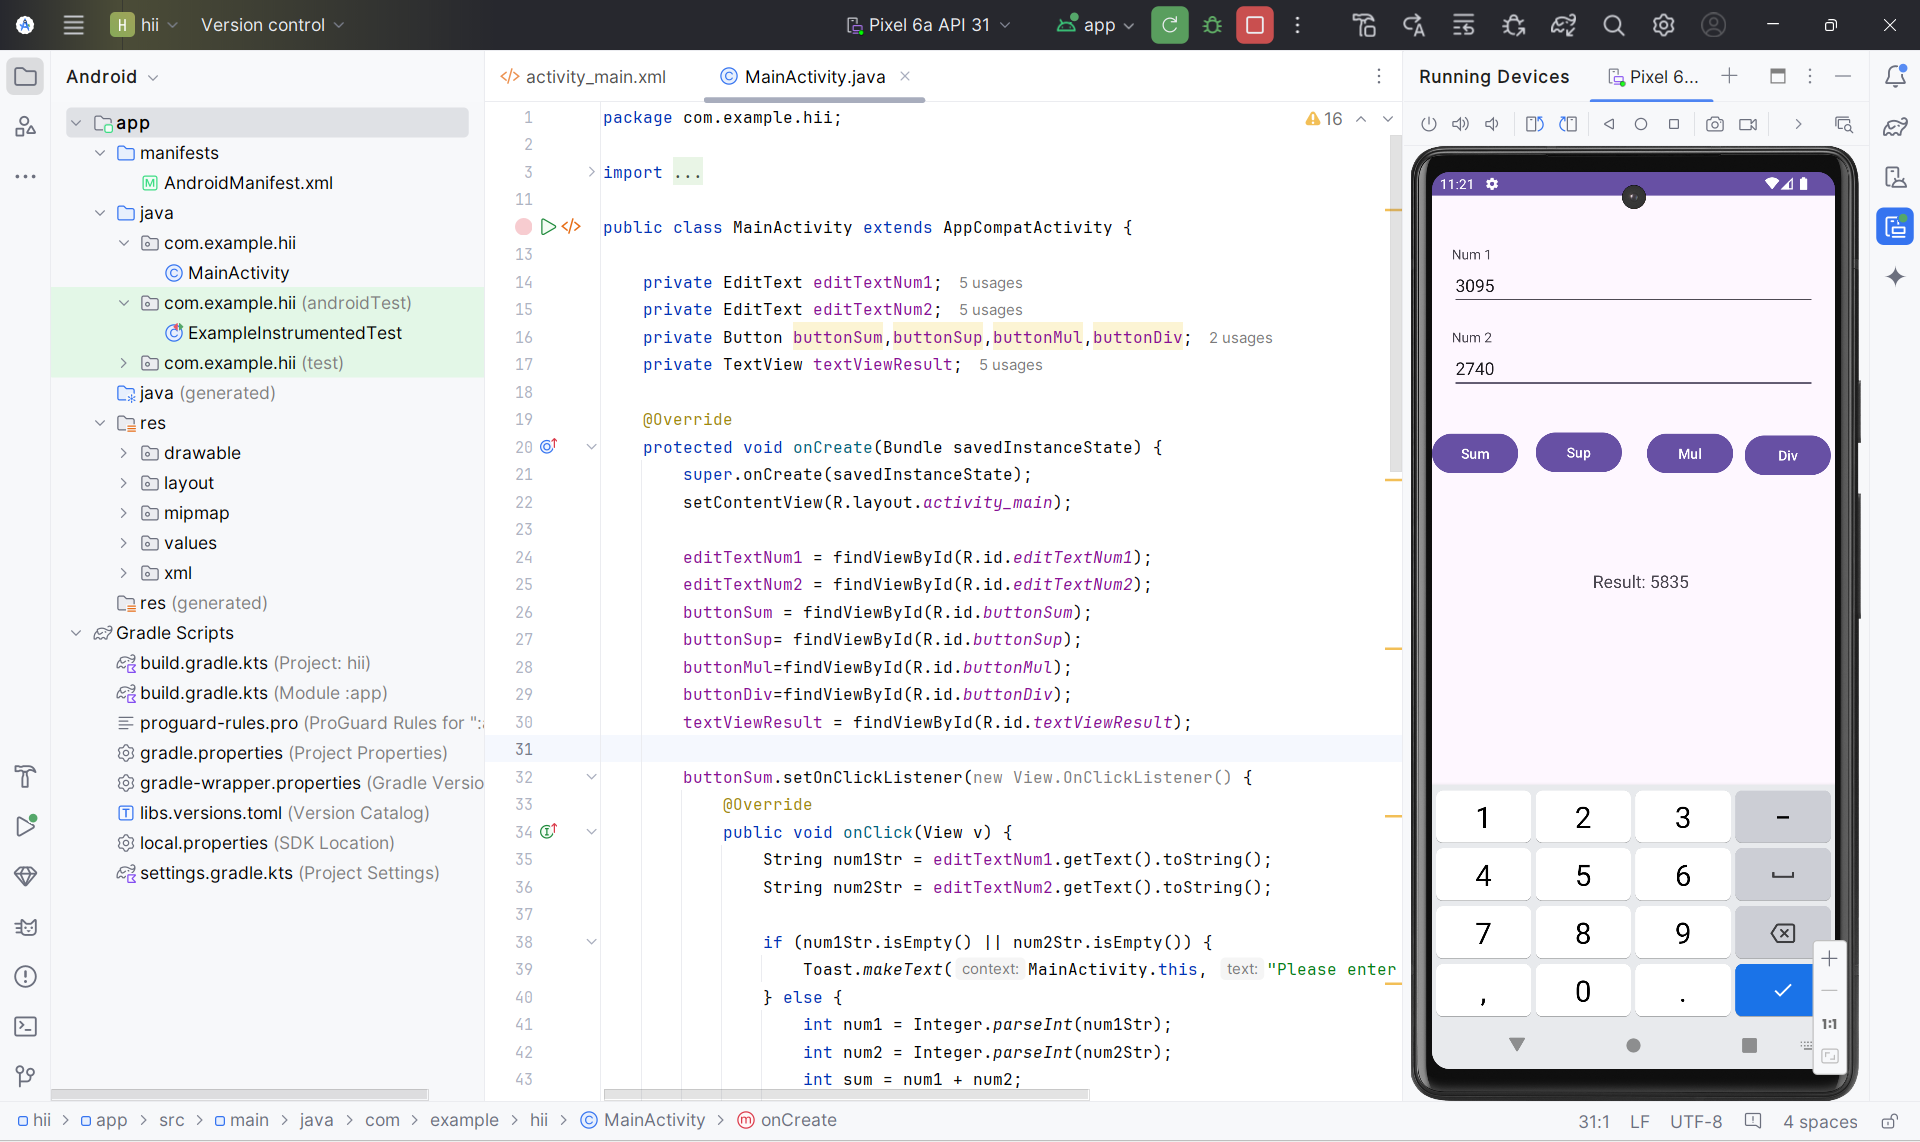 H hii
Version control
Pixel 6a API 31
app
Android
app
manifests
M AndroidManifest.xml
java
com.example.hii
C MainActivity
com.example.hii (androidTest)
C ExampleInstrumentedTest
com.example.hii (test)
java (generated)
res
drawable
layout
mipmap
values
xml
res (generated)
Gradle Scripts
build.gradle.kts (Project: hii)
build.gradle.kts (Module :app)
proguard-rules.pro (ProGuard Rules for ":
gradle.properties (Project Properties)
gradle-wrapper.properties (Gradle Versio
T libs.versions.toml (Version Catalog)
local.properties (SDK Location)
settings.gradle.kts (Project Settings)
</> activity_main.xml
C MainActivity.java
16
1 package com.example.hii;
2
3 import ...
11
</> public class MainActivity extends AppCompatActivity {
13
14 private EditText editTextNum1; 5 usages
15 private EditText editTextNum2; 5 usages
16 private Button buttonSum,buttonSup,buttonMul,buttonDiv; 2 usages
17 private TextView textViewResult; 5 usages
18
19 @Override
20 protected void onCreate(Bundle savedInstanceState) {
21 super.onCreate(savedInstanceState);
22 setContentView(R.layout.activity_main);
23
24 editTextNum1 = findViewById(R.id.editTextNum1);
25 editTextNum2 = findViewById(R.id.editTextNum2);
26 buttonSum = findViewById(R.id.buttonSum);
27 buttonSup= findViewById(R.id.buttonSup);
28 buttonMul=findViewById(R.id.buttonMul);
29 buttonDiv=findViewById(R.id.buttonDiv);
30 textViewResult = findViewById(R.id.textViewResult);
31
32 buttonSum.setOnClickListener(new View.OnClickListener() {
33 @Override
34 public void onClick(View v) {
35 String num1Str = editTextNum1.getText().toString();
36 String num2Str = editTextNum2.getText().toString();
37
38 if (num1Str.isEmpty() || num2Str.isEmpty()) {
39 Toast.makeText( context: MainActivity.this, text: "Please enter
40 } else {
41 int num1 = Integer.parseInt(num1Str);
42 int num2 = Integer.parseInt(num2Str);
43 int sum = num1 + num2;
Running Devices
Pixel 6...
11:21
Num 1
3095
Num 2
2740
Sum
Sup
Mul
Div
Result: 5835
1 2 3 -
4 5 6
7 8 9
, 0 .
1:1
hii > app > src > main > java > com > example > hii > C MainActivity > m onCreate
31:1 LF UTF-8 4 spaces